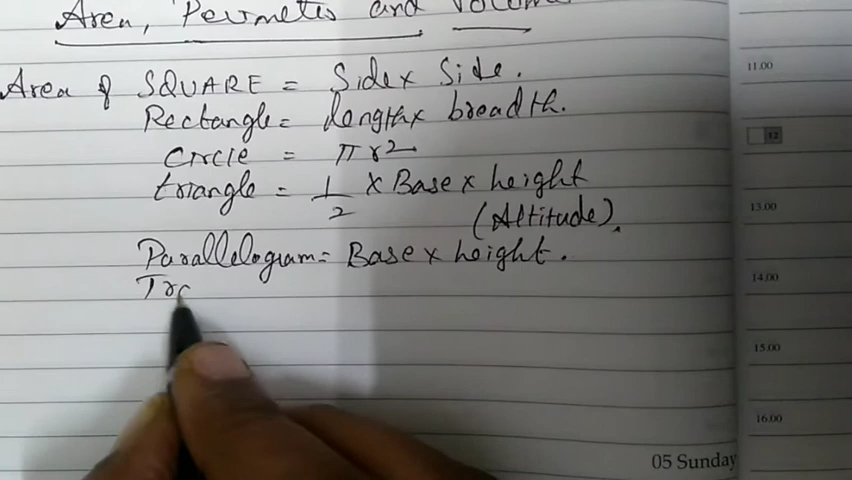 Area, Perimeter and Volume
Area of SQUARE = Side x Side.
Rectangle = length x breadth.
Circle = πr²
triangle = 1/2 x Base x height
(Altitude).
Parallelogram = Base x height.
Tra
11.00
12
13.00
14.00
15.00
16.00
05 Sunday